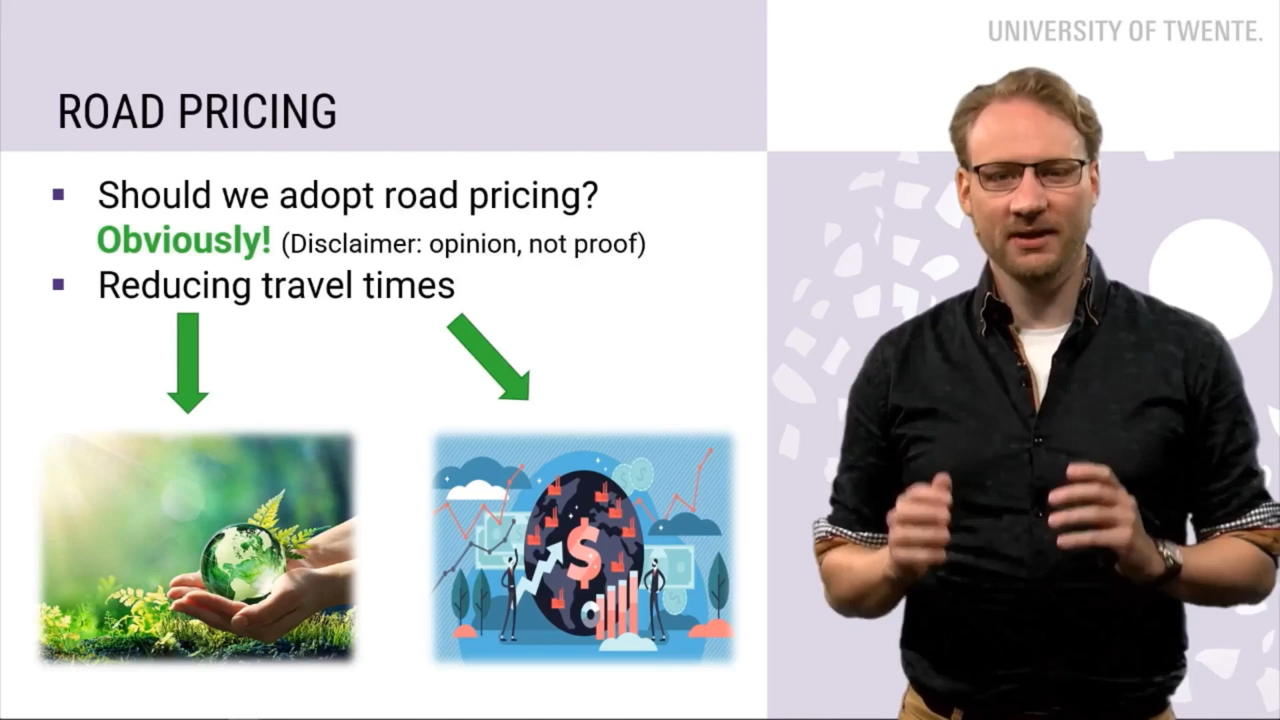 UNIVERSITY OF TWENTE.
ROAD PRICING
▪ Should we adopt road pricing?
Obviously! (Disclaimer: opinion, not proof)
▪ Reducing travel times
$